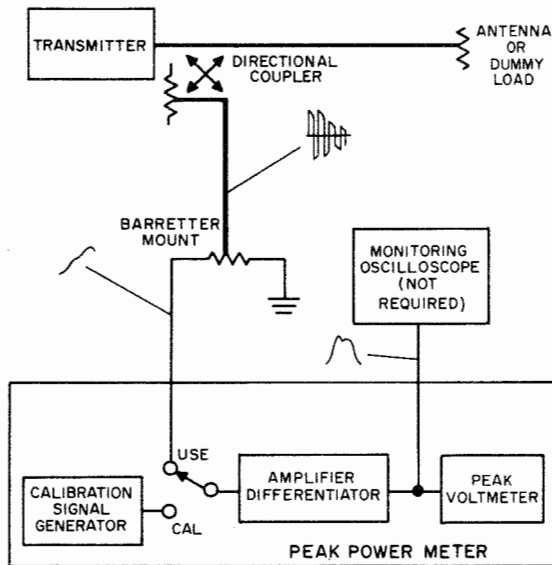 TRANSMITTER
ANTENNA
OR
DUMMY
LOAD
DIRECTIONAL
COUPLER
BARRETTER
MOUNT
MONITORING
OSCILLOSCOPE
(NOT
REQUIRED)
USE
CALIBRATION
SIGNAL
GENERATOR
CAL
AMPLIFIER
DIFFERENTIATOR
PEAK
VOLTMETER
PEAK POWER METER